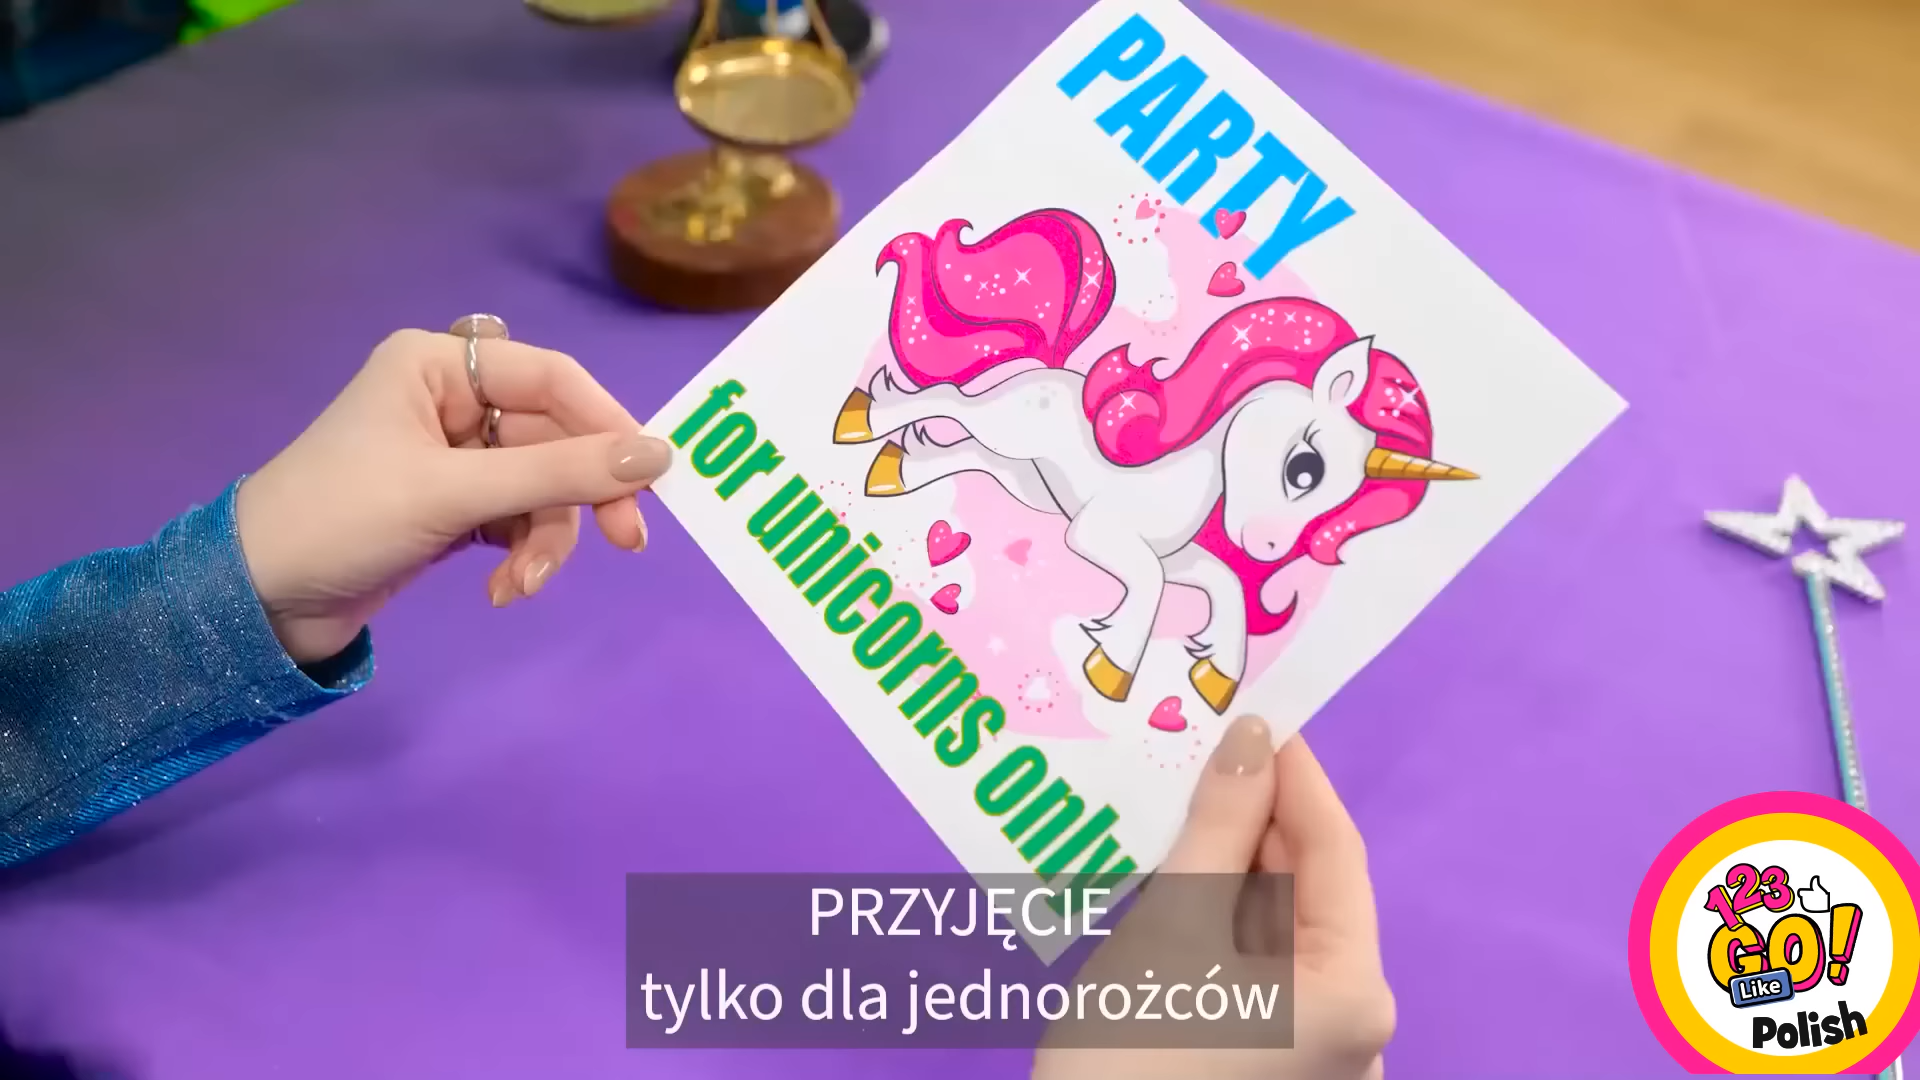 PARTY
for unicorns only
PRZYJĘCIE
tylko dla jednorożców
123
GO!
Like
Polish